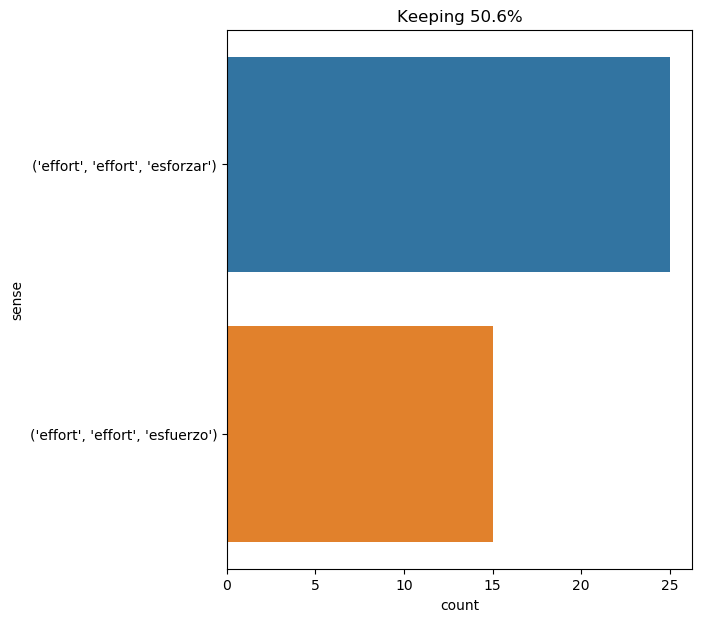 Keeping 50.6%
('effort', 'effort', 'esforzar')
sense
('effort', 'effort', 'esfuerzo')
0 5 10 15 20 25
count